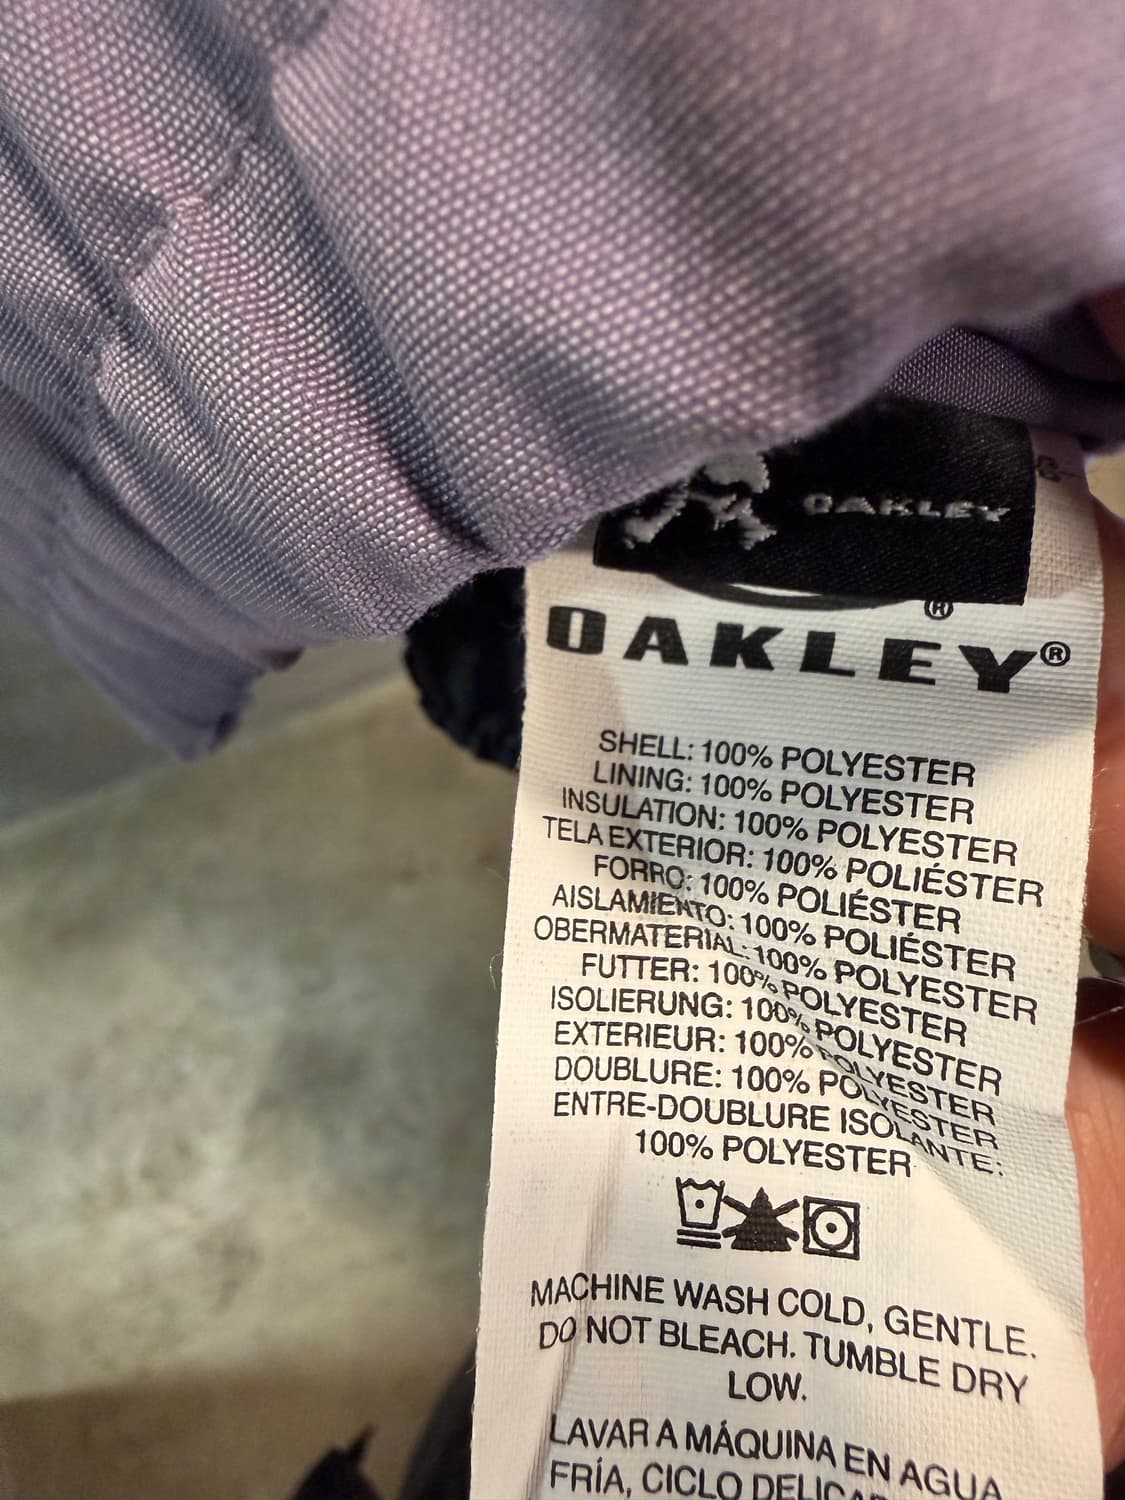 OAKLEY
®
OAKLEY®
SHELL: 100% POLYESTER
LINING: 100% POLYESTER
INSULATION: 100% POLYESTER
TELA EXTERIOR: 100% POLIÉSTER
FORRO: 100% POLIÉSTER
AISLAMIENTO: 100% POLIÉSTER
OBERMATERIAL: 100% POLYESTER
FUTTER: 100% POLYESTER
ISOLIERUNG: 100% POLYESTER
EXTERIEUR: 100% POLYESTER
DOUBLURE: 100% POLYESTER
ENTRE-DOUBLURE ISOLANTE:
100% POLYESTER
MACHINE WASH COLD, GENTLE.
DO NOT BLEACH. TUMBLE DRY
LOW.
LAVAR A MÁQUINA EN AGUA
FRÍA, CICLO